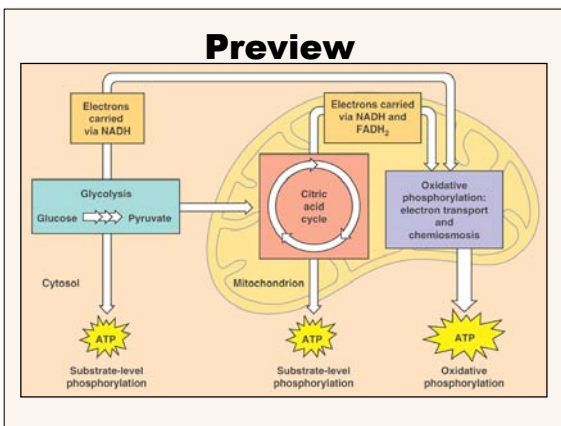 Preview
Electrons
carried
via NADH
Electrons carried
via NADH and
FADH₂
Glycolysis
Glucose Pyruvate
Citric
acid
cycle
Oxidative
phosphorylation:
electron transport
and
chemiosmosis
Cytosol
Mitochondrion
ATP
ATP
ATP
Substrate-level
phosphorylation
Substrate-level
phosphorylation
Oxidative
phosphorylation